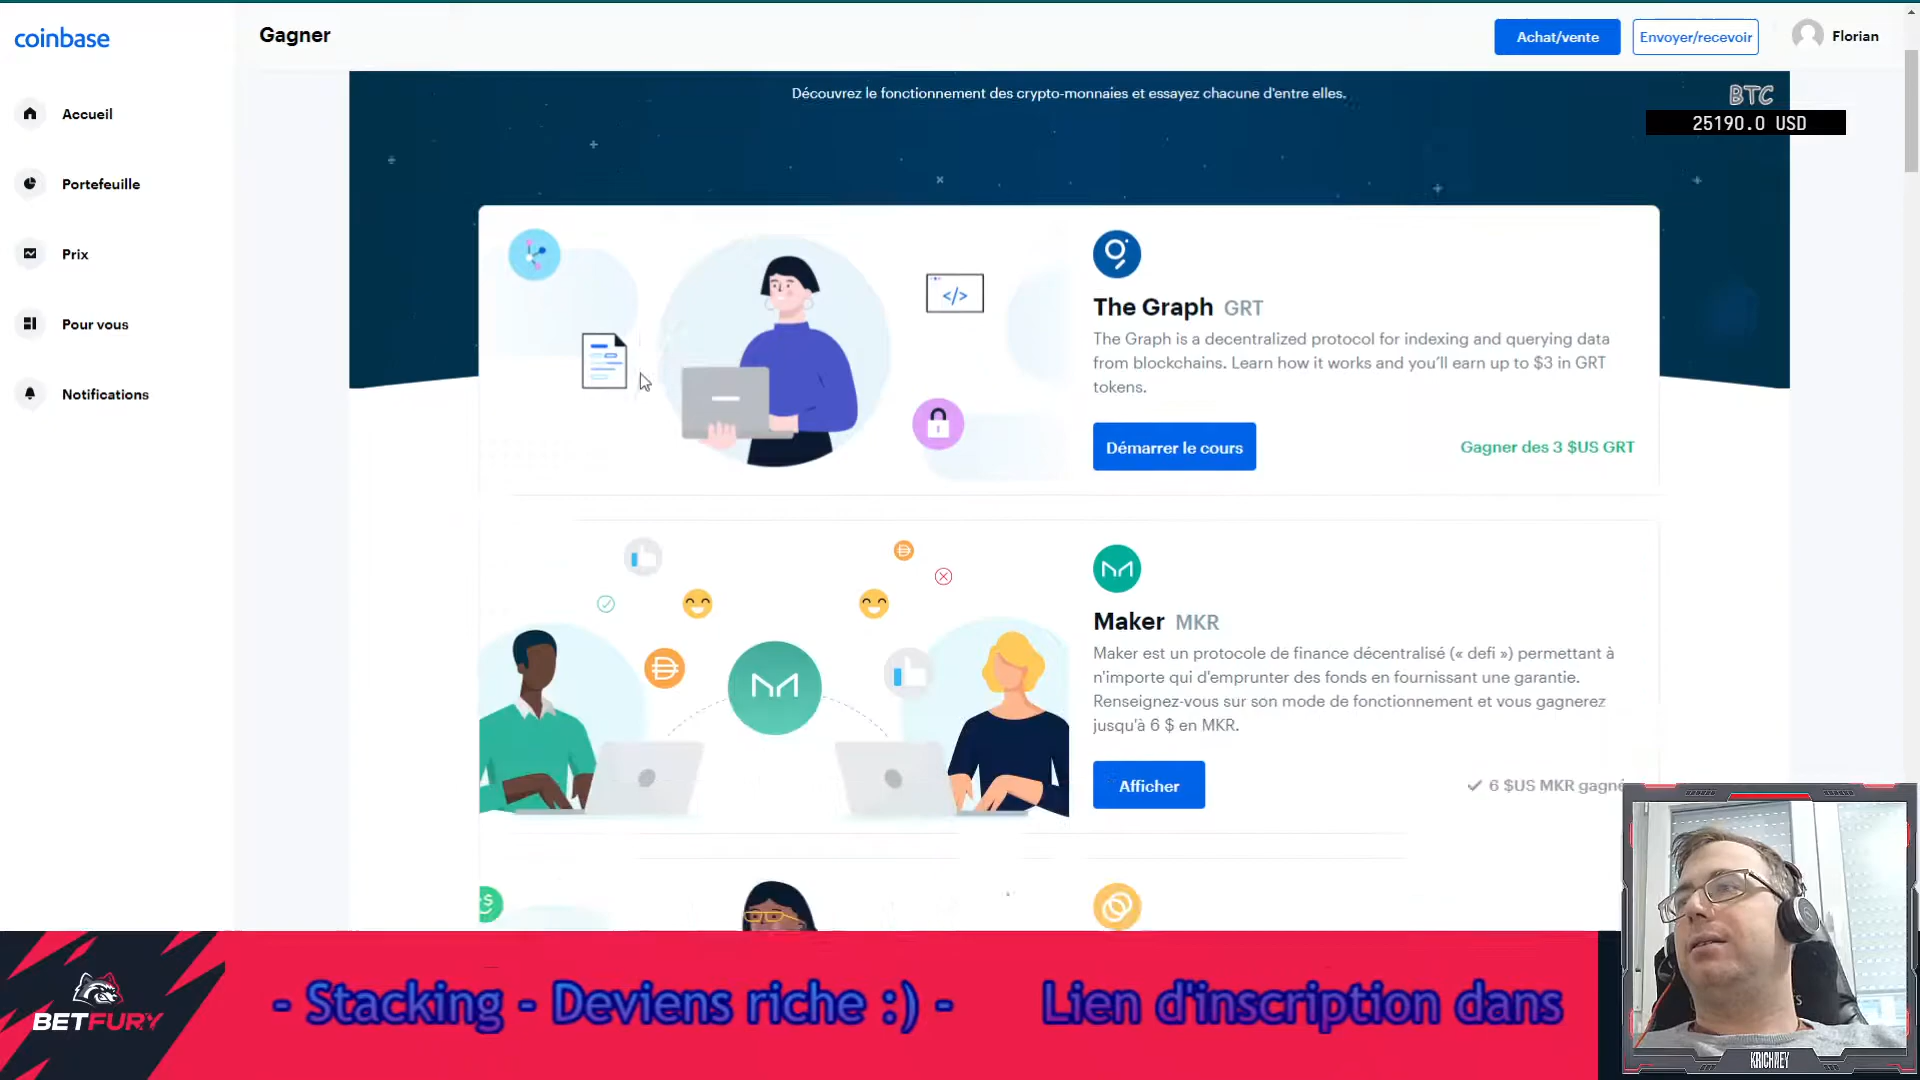 coinbase
Gagner
Achat/vente
Envoyer/recevoir
Florian
Accueil
Portefeuille
Prix
Pour vous
Notifications
Découvrez le fonctionnement des crypto-monnaies et essayez chacune d'entre elles.
BTC
25190.0 USD
</>
The Graph GRT
The Graph is a decentralized protocol for indexing and querying data
from blockchains. Learn how it works and you'll earn up to $3 in GRT
tokens.
Démarrer le cours
Gagner des 3 $US GRT
Maker MKR
Maker est un protocole de finance décentralisé (« defi ») permettant à
n'importe qui d'emprunter des fonds en fournissant une garantie.
Renseignez-vous sur son mode de fonctionnement et vous gagnerez
jusqu'à 6 $ en MKR.
Afficher
6 $US MKR gagné
BETFURY
- Stacking - Deviens riche :) -
Lien d'inscription dans